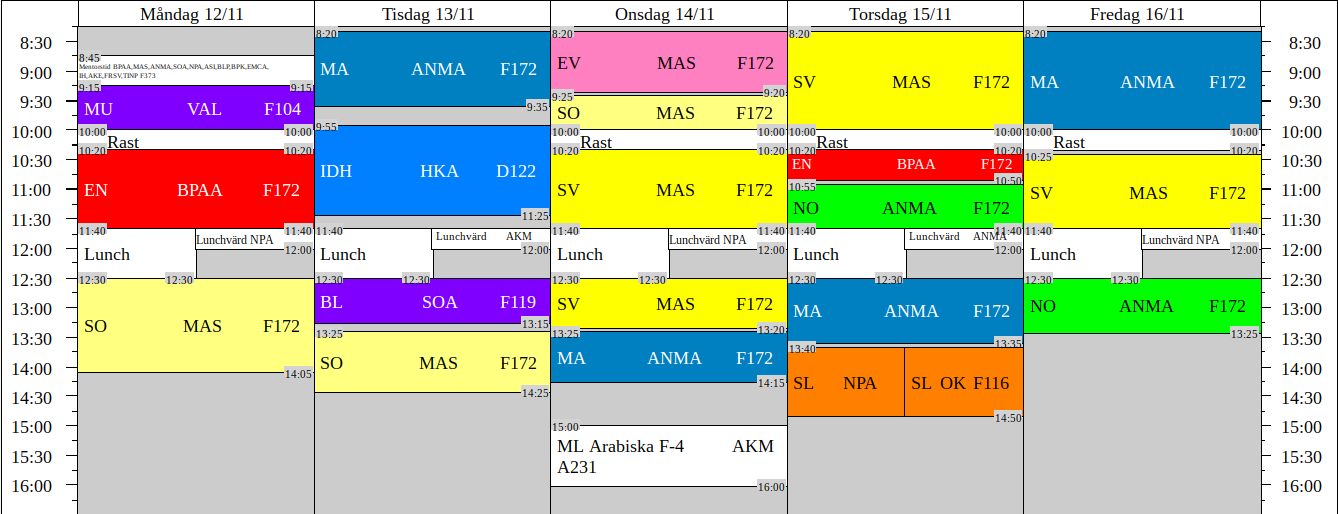 Måndag 12/11
Tisdag 13/11
Onsdag 14/11
Torsdag 15/11
Fredag 16/11
8:30
9:00
9:30
10:00
10:30
11:00
11:30
12:00
12:30
13:00
13:30
14:00
14:30
15:00
15:30
16:00
8:45
Mentorstid BPAA,MAS,ANMA,SOA,NPA,ASI,BLP,BPK,EMCA,
IH,AKE,FRSV,TINP F373
9:15 9:15
MU VAL F104
10:00 10:00
Rast
10:20 10:20
EN BPAA F172
11:40 11:40
Lunch
Lunchvärd NPA
12:00
12:30 12:30
SO MAS F172
14:05
8:20
MA ANMA F172
9:35
9:55
IDH HKA D122
11:25
11:40
Lunch
Lunchvärd AKM
12:00
12:30 12:30
BL SOA F119
13:15
13:25
SO MAS F172
14:25
8:20
EV MAS F172
9:20
9:25
SO MAS F172
10:00 10:00
Rast
10:20 10:20
SV MAS F172
11:40 11:40
Lunch
Lunchvärd NPA
12:00
12:30 12:30
SV MAS F172
13:20
13:25
MA ANMA F172
14:15
15:00
ML Arabiska F-4 AKM
A231
16:00
8:20
SV MAS F172
10:00 10:00
Rast
10:20 10:20
EN BPAA F172
10:50
10:55
NO ANMA F172
11:40 11:40
Lunch
Lunchvärd ANMA
12:00
12:30 12:30
MA ANMA F172
13:35
13:40
SL NPA
SL OK F116
14:50
8:20
MA ANMA F172
10:00 10:00
Rast
10:20
10:25
SV MAS F172
11:40 11:40
Lunch
Lunchvärd NPA
12:00
12:30 12:30
NO ANMA F172
13:25
8:30
9:00
9:30
10:00
10:30
11:00
11:30
12:00
12:30
13:00
13:30
14:00
14:30
15:00
15:30
16:00